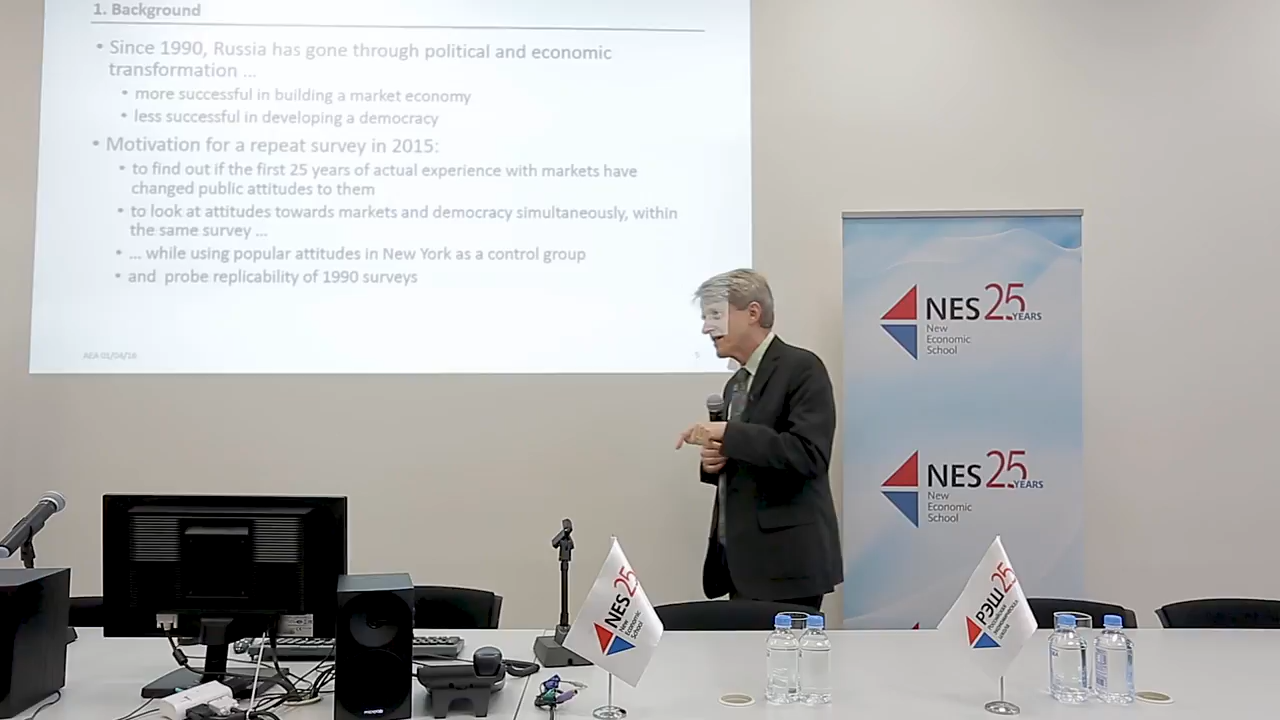 1. Background
• Since 1990, Russia has gone through political and economic
transformation ...
• more successful in building a market economy
• less successful in developing a democracy
• Motivation for a repeat survey in 2015:
• to find out if the first 25 years of actual experience with markets have
changed public attitudes to them
• to look at attitudes towards markets and democracy simultaneously, within
the same survey ...
• ... while using popular attitudes in New York as a control group
• and probe replicability of 1990 surveys
AEA 01/04/16
5
NES 25
YEARS
New
Economic
School
NES 25
YEARS
New
Economic
School
NES 25
New
Economic
School
РЭШ 25
Российская
экономическая
школа